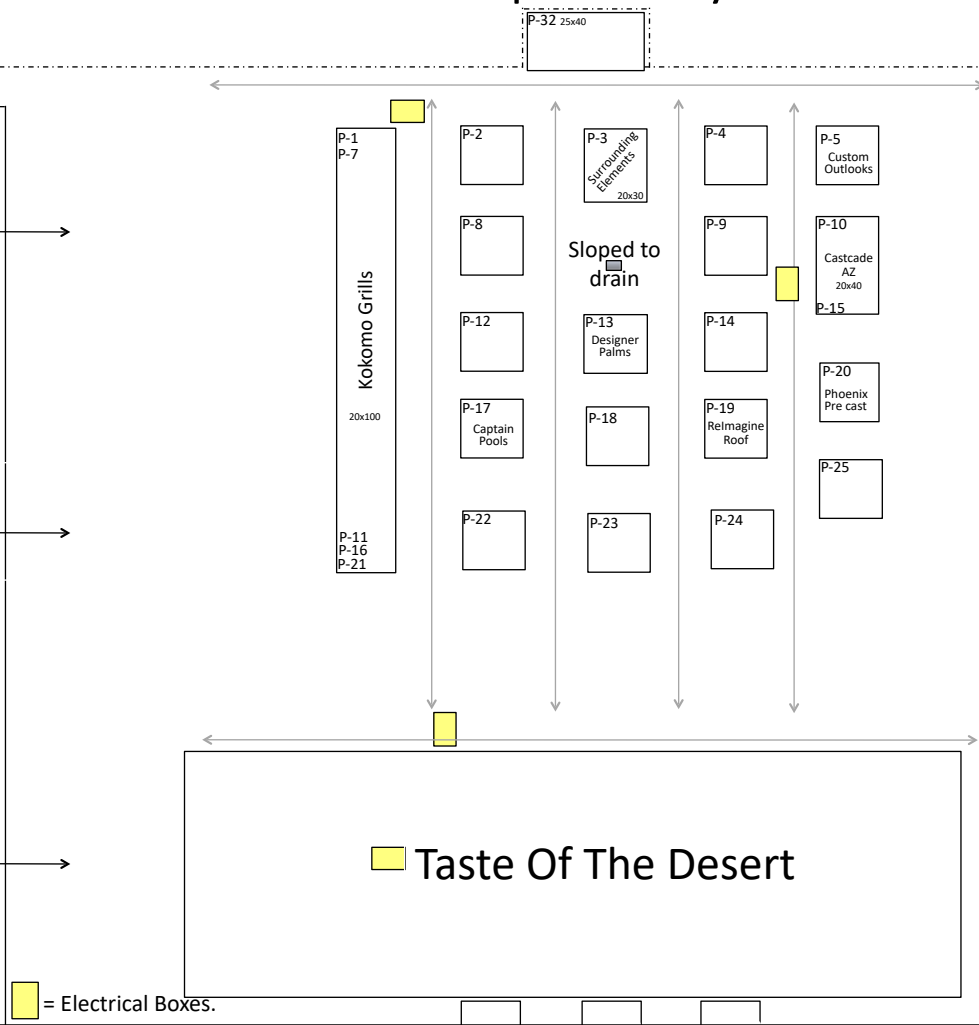 P-32 25x40
P-1
P-7
Kokomo Grills
20x100
P-11
P-16
P-21
P-2
P-3
Surrounding
Elements
20x30
P-4
P-5
Custom
Outlooks
P-8
Sloped to
drain
P-9
P-10
Castcade
AZ
20x40
P-15
P-12
P-13
Designer
Palms
P-14
P-20
Phoenix
Pre cast
P-17
Captain
Pools
P-18
P-19
ReImagine
Roof
P-25
P-22
P-23
P-24
Taste Of The Desert
= Electrical Boxes.